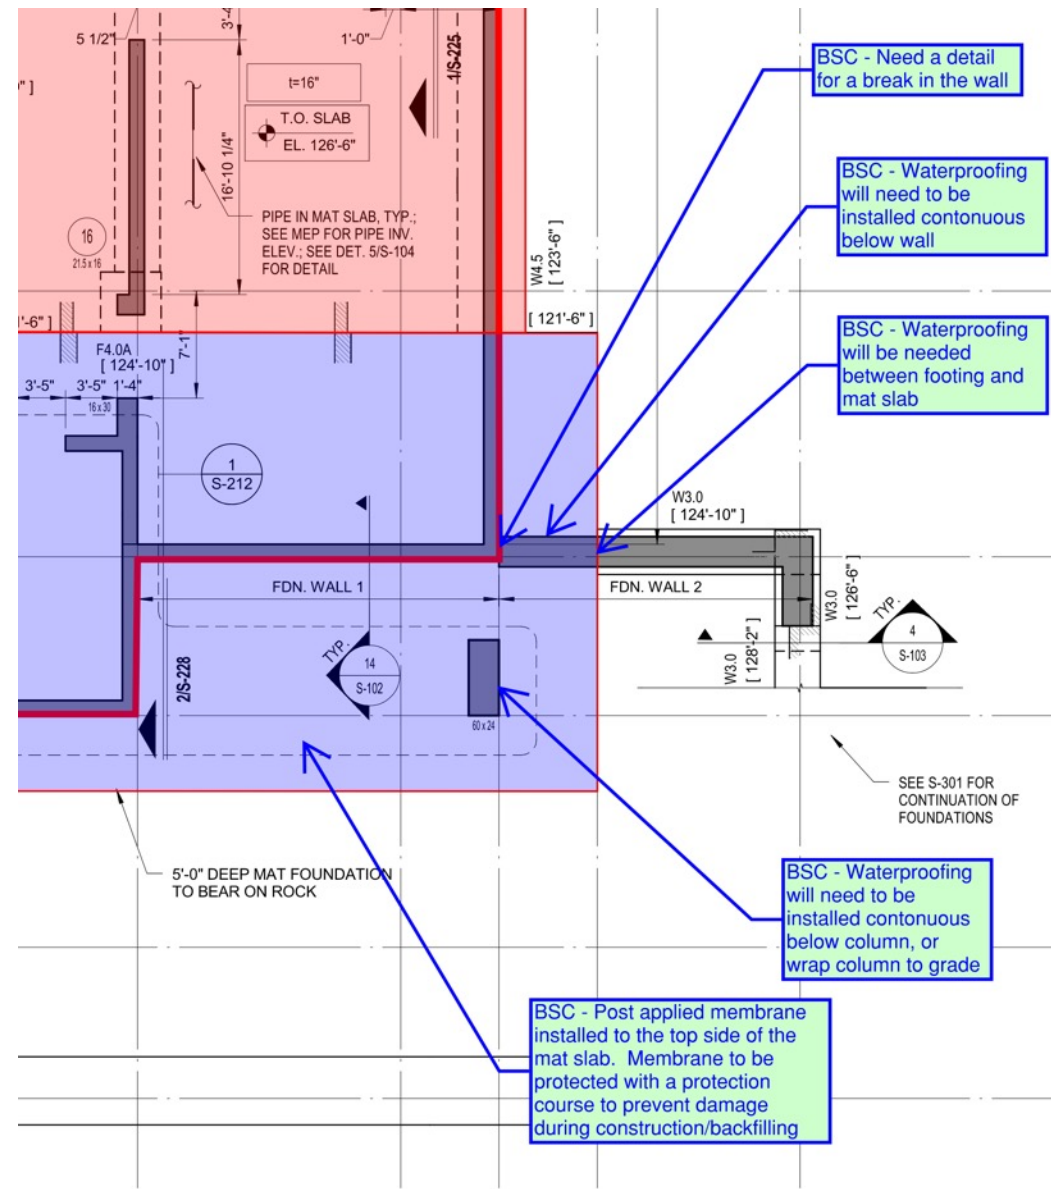 5 1/2"
3'-4
1'-0"
1/S-225
BSC - Need a detail
for a break in the wall
t=16"
T.O. SLAB
EL. 126'-6"
" ]
16'-10 1/4"
PIPE IN MAT SLAB, TYP.;
SEE MEP FOR PIPE INV.
ELEV.; SEE DET. 5/S-104
FOR DETAIL
16
21.5 x 16
BSC - Waterproofing
will need to be
installed contonuous
below wall
W4.5
[ 123'-6" ]
[ 121'-6" ]
'-6" ]
BSC - Waterproofing
will be needed
between footing and
mat slab
F4.0A
[ 124'-10" ]
7'-1"
3'-5"
3'-5"
1'-4"
16 x 30
1
S-212
W3.0
[ 124'-10" ]
FDN. WALL 1
FDN. WALL 2
W3.0
[ 126'-6" ]
TYP.
4
S-103
W3.0
[ 128'-2" ]
TYP.
14
S-102
2/S-228
60 x 24
SEE S-301 FOR
CONTINUATION OF
FOUNDATIONS
5'-0" DEEP MAT FOUNDATION
TO BEAR ON ROCK
BSC - Waterproofing
will need to be
installed contonuous
below column, or
wrap column to grade
BSC - Post applied membrane
installed to the top side of the
mat slab.  Membrane to be
protected with a protection
course to prevent damage
during construction/backfilling